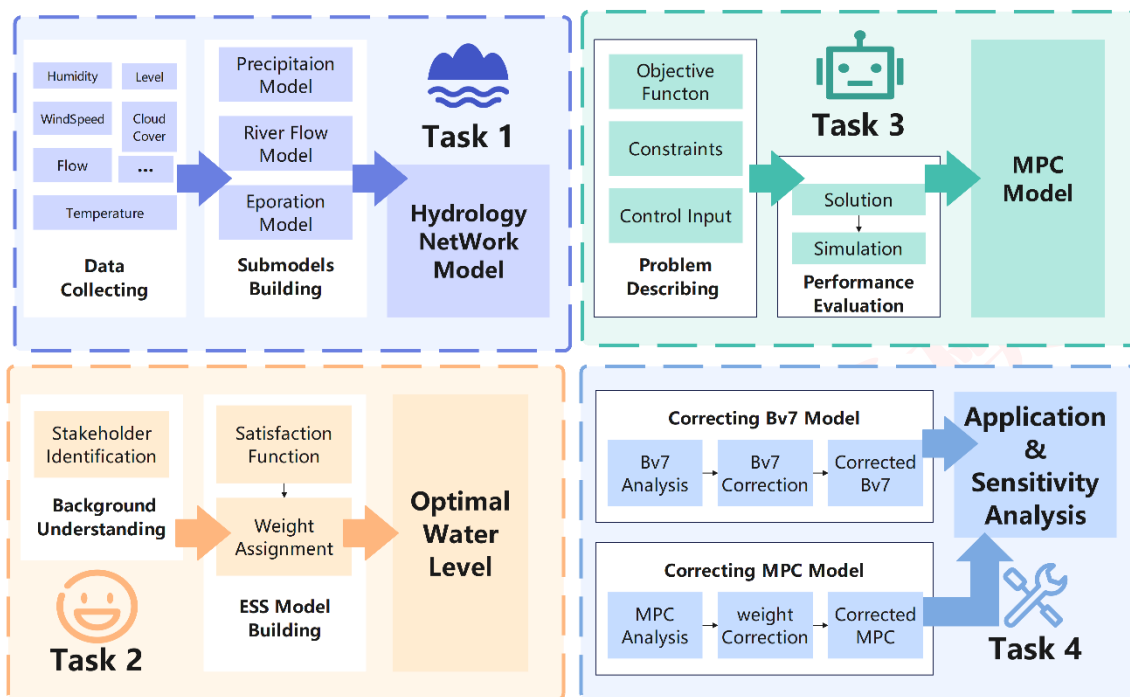 Humidity
Level
WindSpeed
Cloud
Cover
Flow
...
Temperature
Data
Collecting
Precipitaion
Model
River Flow
Model
Eporation
Model
Submodels
Building
Task 1
Hydrology
NetWork
Model
Objective
Functon
Constraints
Control Input
Problem
Describing
Task 3
Solution
Simulation
Performance
Evaluation
MPC
Model
Stakeholder
Identification
Background
Understanding
Task 2
Satisfaction
Function
Weight
Assignment
ESS Model
Building
Optimal
Water
Level
Correcting Bv7 Model
Bv7
Analysis
Bv7
Correction
Corrected
Bv7
Correcting MPC Model
MPC
Analysis
weight
Correction
Corrected
MPC
Application
&
Sensitivity
Analysis
Task 4